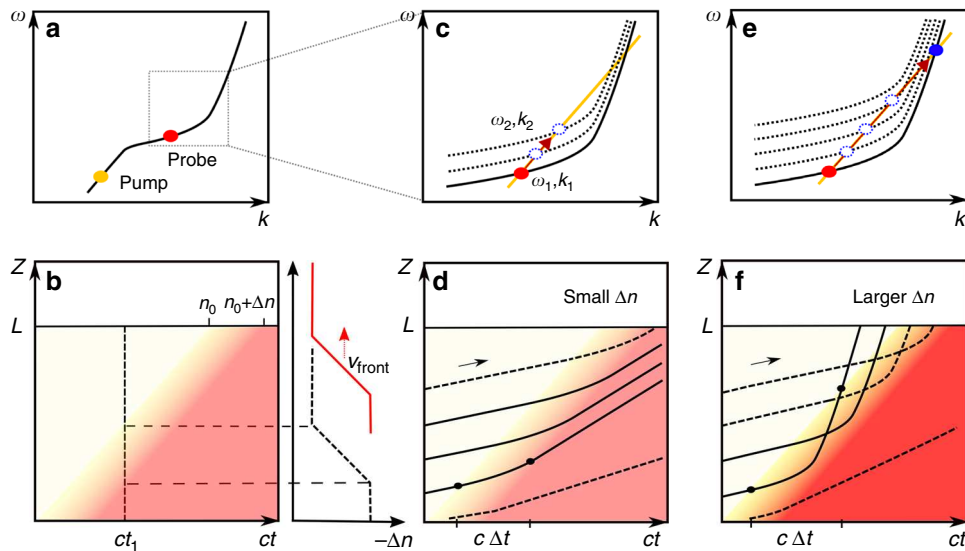 ω
a
Probe
Pump
k
ω
c
ω₂,k₂
ω₁,k₁
k
ω
e
k
Z
b
L
n₀
n₀+Δn
v_front
ct₁
ct
−Δn
Z
d
Small Δn
L
c Δt
ct
Z
f
Larger Δn
L
c Δt
ct